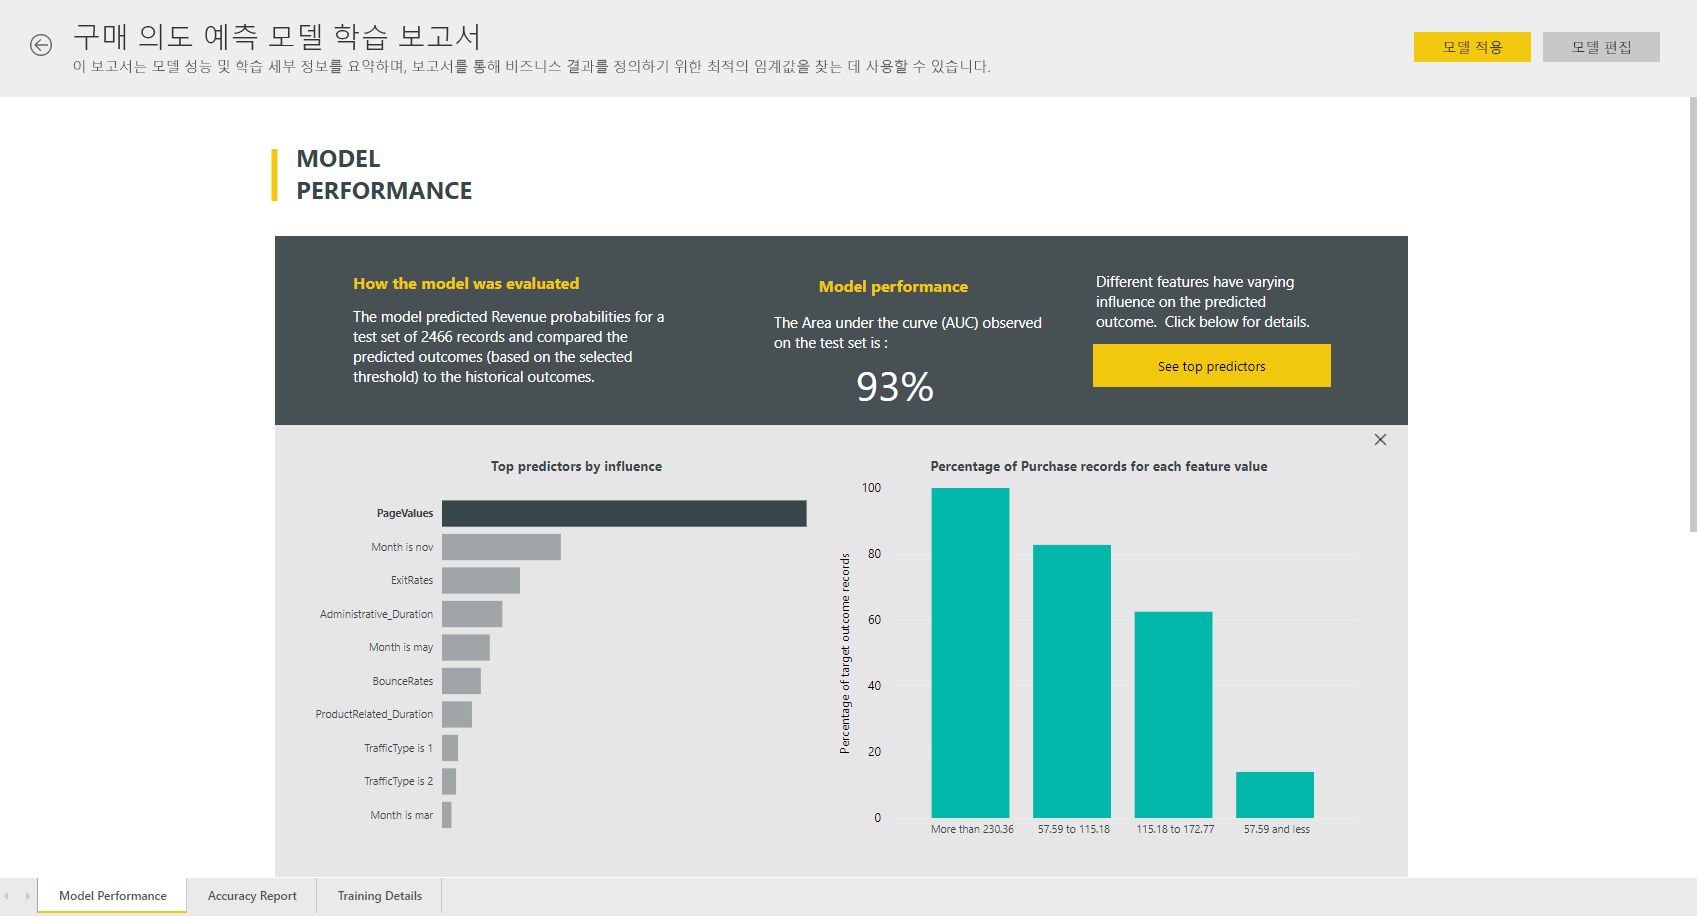 구매 의도 예측 모델 학습 보고서
이 보고서는 모델 성능 및 학습 세부 정보를 요약하며, 보고서를 통해 비즈니스 결과를 정의하기 위한 최적의 임계값을 찾는 데 사용할 수 있습니다.
모델 적용
모델 편집
MODEL
PERFORMANCE
How the model was evaluated
The model predicted Revenue probabilities for a
test set of 2466 records and compared the
predicted outcomes (based on the selected
threshold) to the historical outcomes.
Model performance
The Area under the curve (AUC) observed
on the test set is :
93%
Different features have varying
influence on the predicted
outcome.  Click below for details.
See top predictors
Top predictors by influence
PageValues
Month is nov
ExitRates
Administrative_Duration
Month is may
BounceRates
ProductRelated_Duration
TrafficType is 1
TrafficType is 2
Month is mar
Percentage of Purchase records for each feature value
Percentage of target outcome records
100
80
60
40
20
0
More than 230.36
57.59 to 115.18
115.18 to 172.77
57.59 and less
Model Performance
Accuracy Report
Training Details